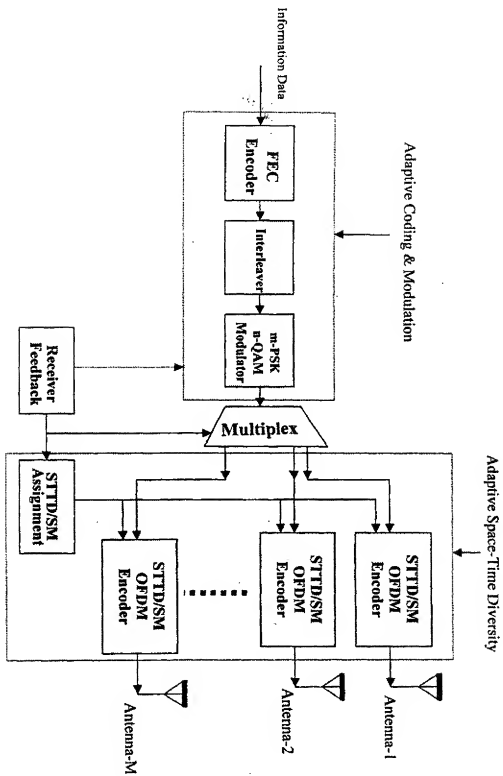 Adaptive Coding & Modulation
Adaptive Space-Time Diversity
Information Data
FEC
Encoder
Interleaver
m-PSK
n-QAM
Modulator
Multiplex
STTD/SM
OFDM
Encoder
Antenna-1
STTD/SM
OFDM
Encoder
Antenna-2
STTD/SM
OFDM
Encoder
Antenna-M
Receiver
Feedback
STTD/SM
Assignment